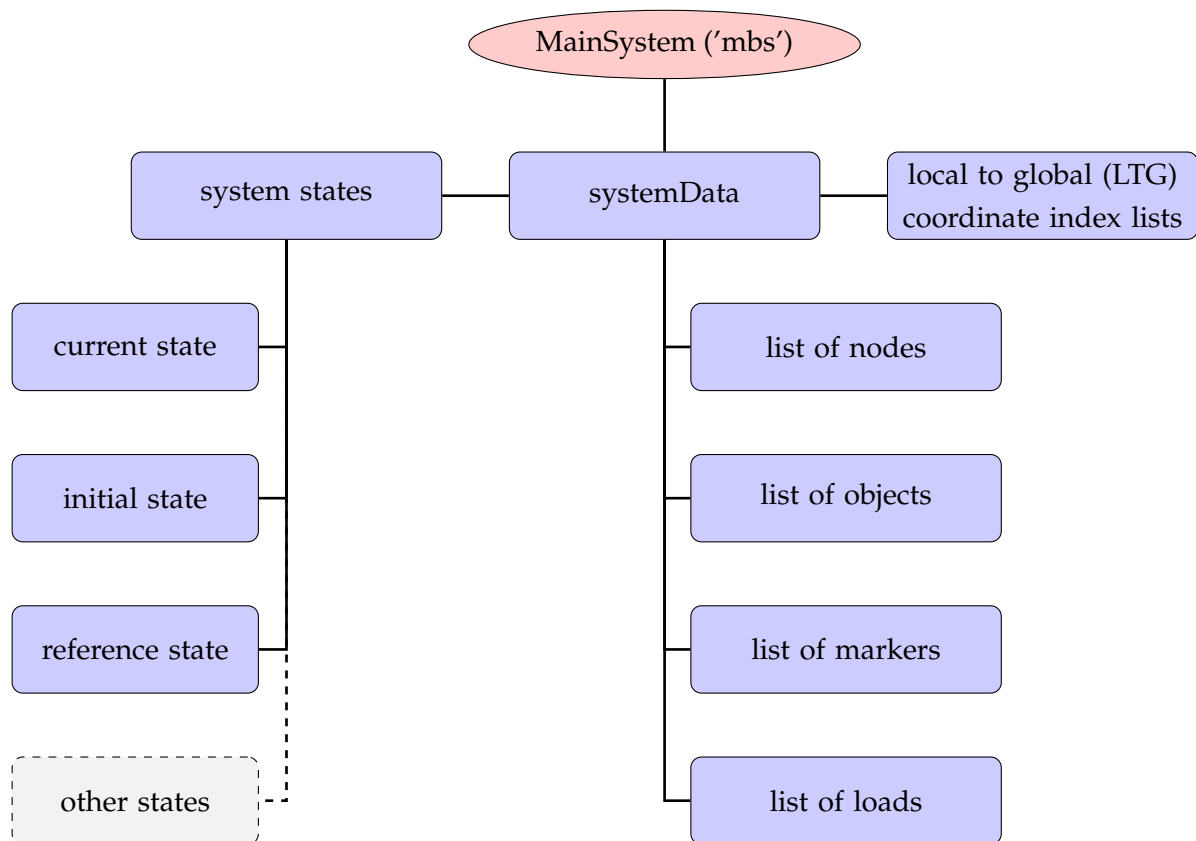 MainSystem (’mbs’)
system states
systemData
local to global (LTG)
coordinate index lists
current state
list of nodes
initial state
list of objects
reference state
list of markers
other states
list of loads